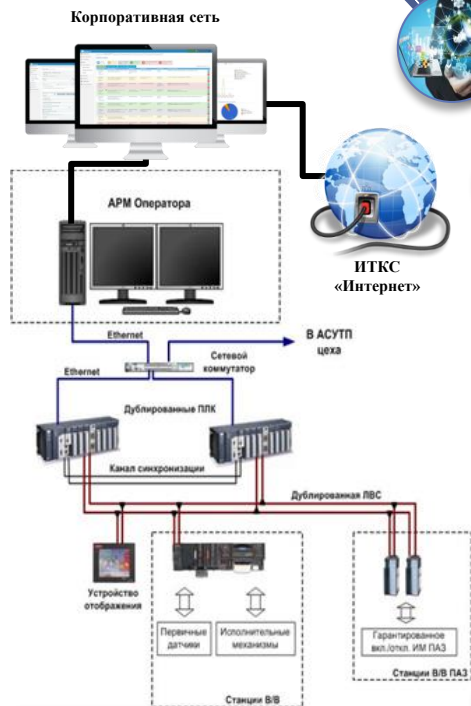 Корпоративная сеть
АРМ Оператора
ИТКС
«Интернет»
Ethernet
В АСУТП
цеха
Сетевой
коммутатор
Ethernet
Дублированные ПЛК
Канал синхронизации
Дублированная ЛВС
Устройство
отображения
Первичные
датчики
Исполнительные
механизмы
Гарантированное
вкл./откл. ИМ ПАЗ
Станции В/В ПАЗ
Станции В/В